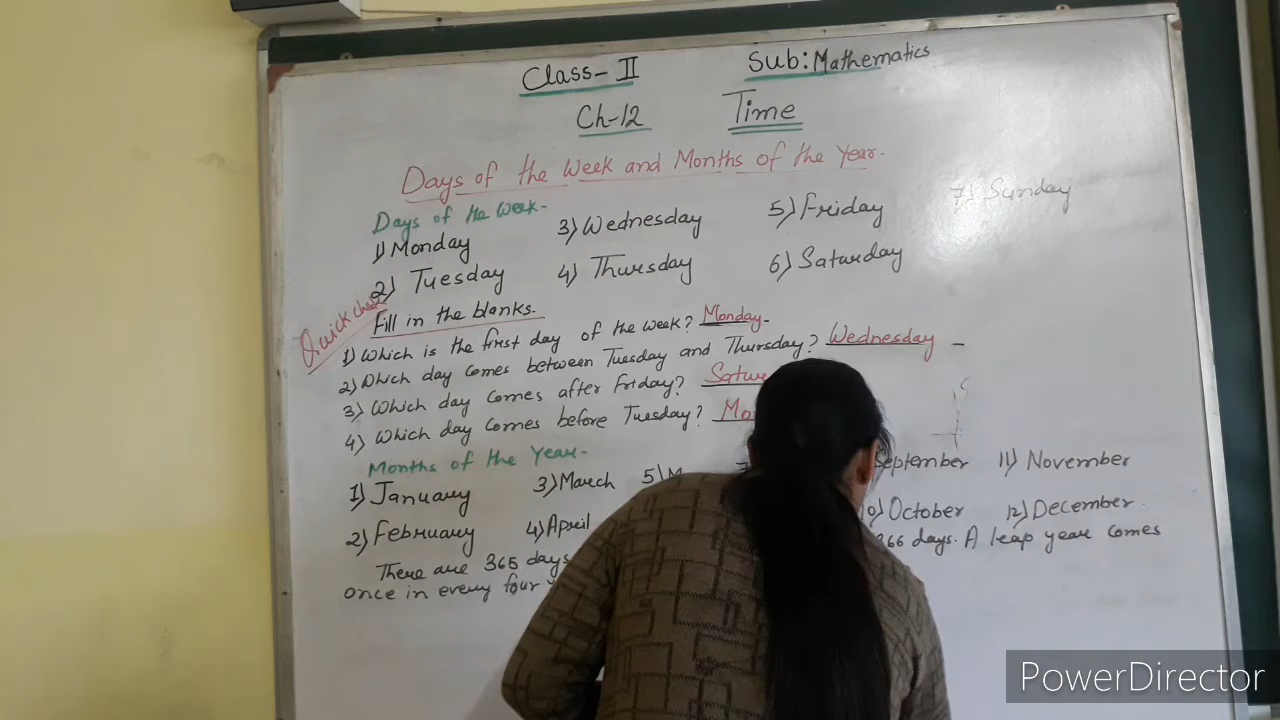 Class-II Sub: Mathematics
Ch-12 Time
Days of the Week and Months of the Year.
Days of the Week-
1) Monday 3) Wednesday 5) Friday 7) Sunday
2) Tuesday 4) Thursday 6) Saturday
Quick check
Fill in the blanks.
1) Which is the first day of the week? Monday-
2) Which day comes between Tuesday and Thursday? Wednesday -
3) Which day comes after Friday?
4) Which day comes before Tuesday?
Months of the Year-
1) January 3) March 5) September 11) November
2) February 4) April 10) October 12) December.
There are 365 days 366 days. A leap year comes
once in every four
PowerDirector